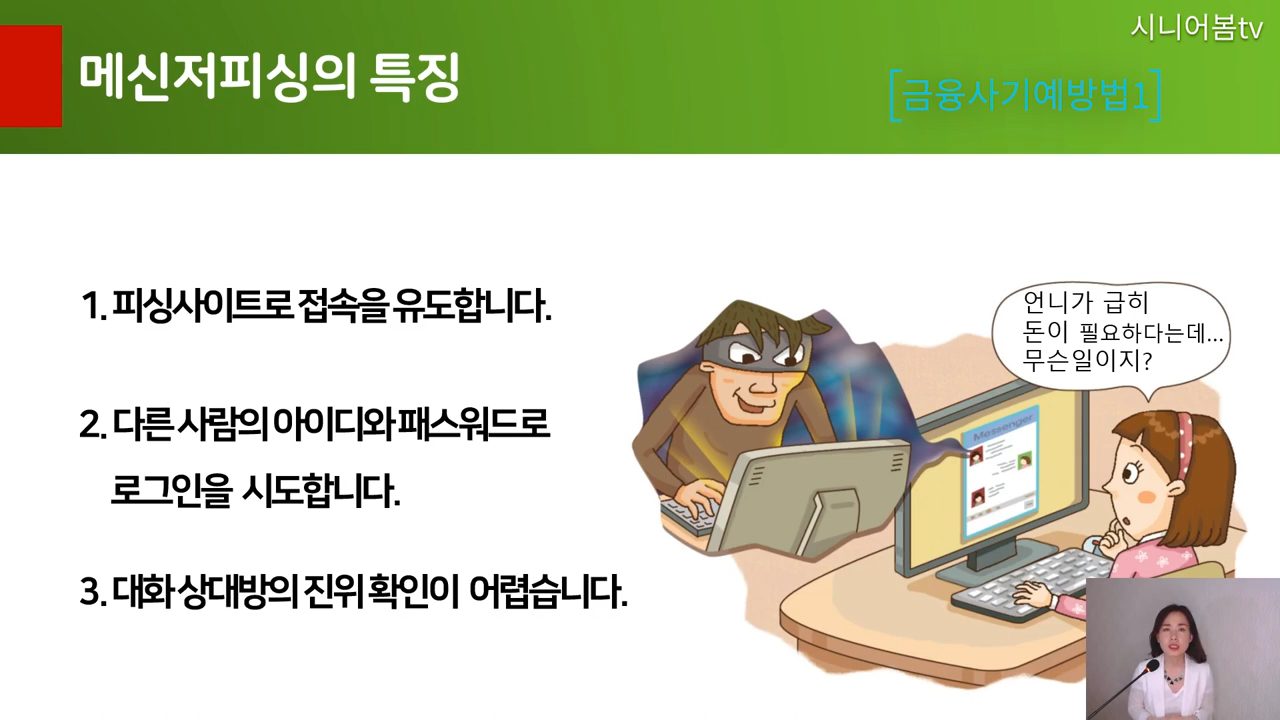 시니어봄tv
메신저피싱의 특징
[금융사기예방법1]
1. 피싱사이트로 접속을 유도합니다.
2. 다른 사람의 아이디와 패스워드로
로그인을 시도합니다.
3. 대화 상대방의 진위 확인이 어렵습니다.
언니가 급히
돈이 필요하다는데...
무슨일이지?
Messenger